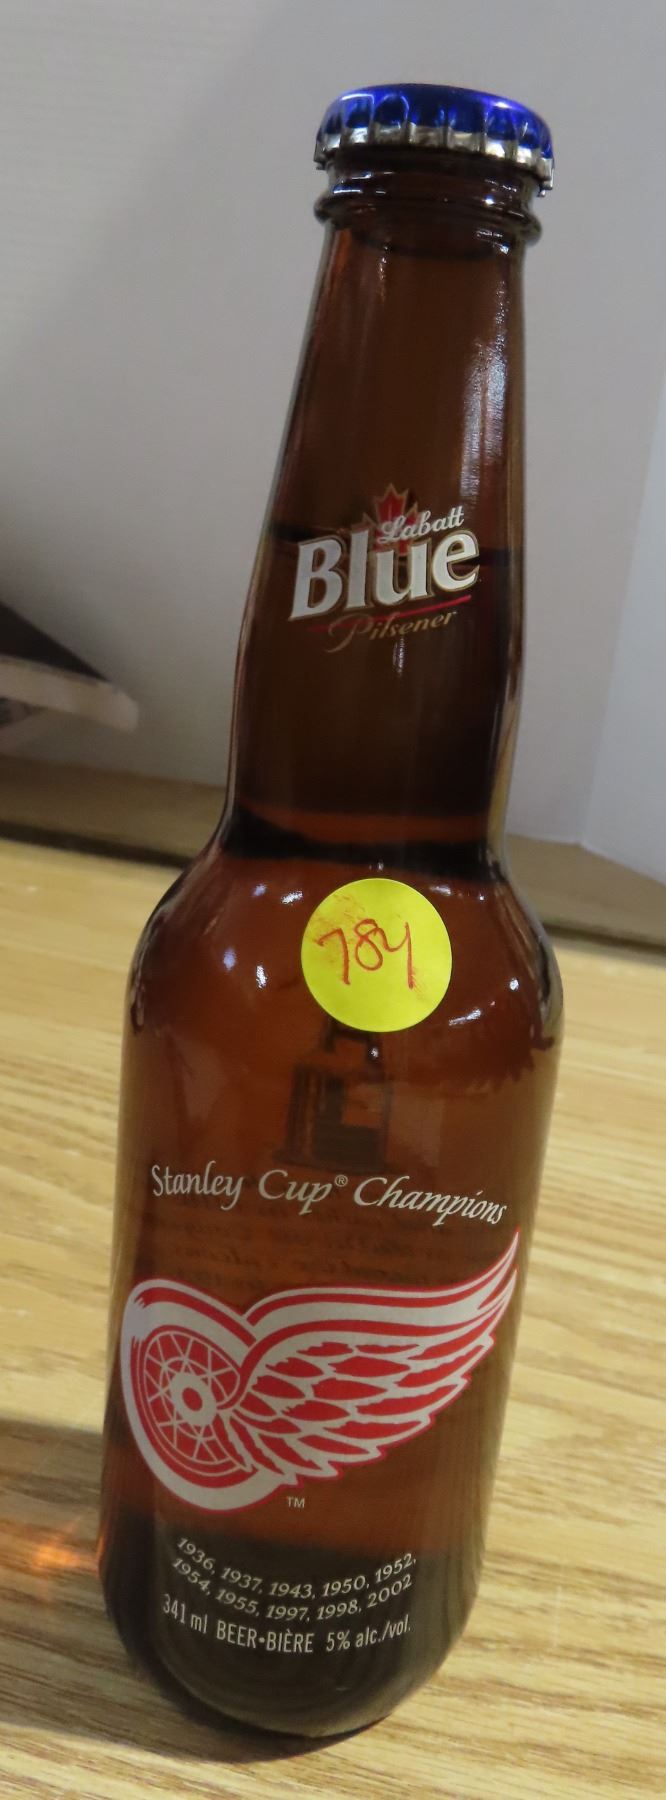 Labatt
Blue
Pilsener
784
Stanley Cup® Champions
TM
1936, 1937, 1943, 1950, 1952,
1954, 1955, 1997, 1998, 2002
341 ml BEER•BIÈRE 5% alc./vol.